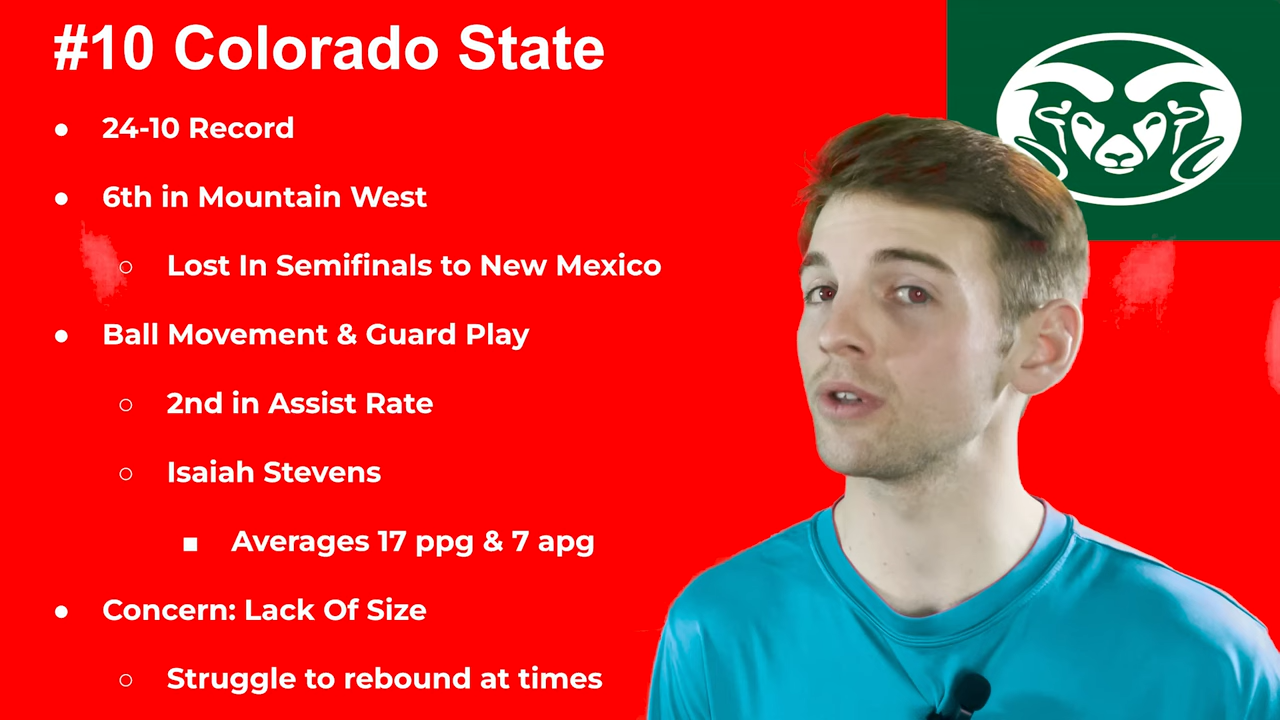 #10 Colorado State
● 24-10 Record
● 6th in Mountain West
○ Lost In Semifinals to New Mexico
● Ball Movement & Guard Play
○ 2nd in Assist Rate
○ Isaiah Stevens
■ Averages 17 ppg & 7 apg
● Concern: Lack Of Size
○ Struggle to rebound at times